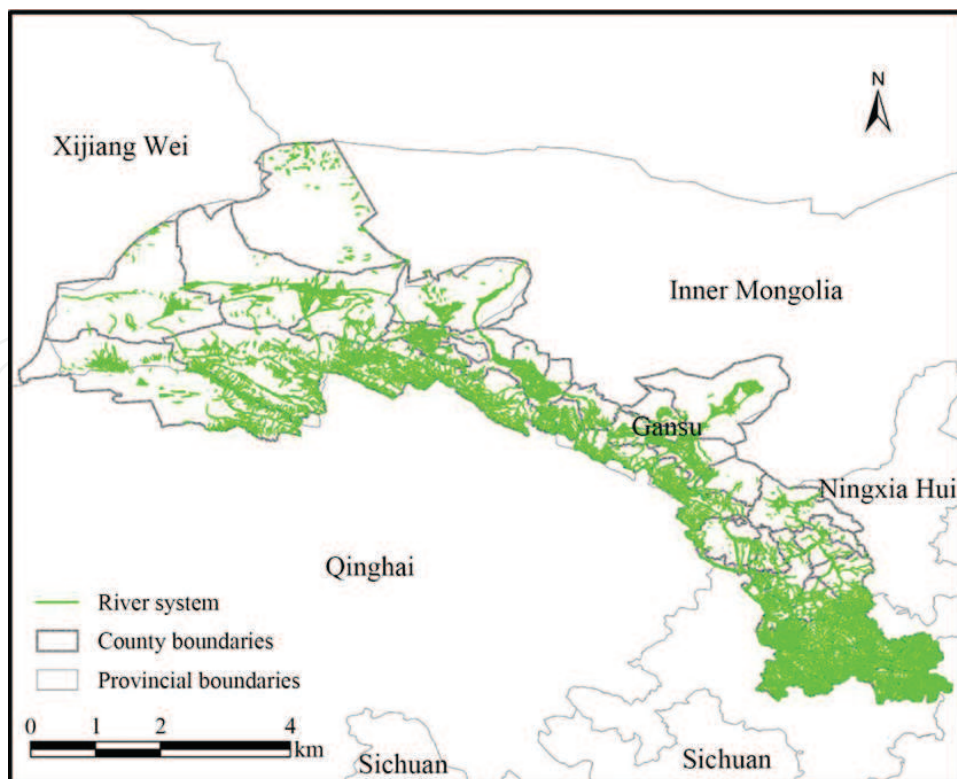 N
Xijiang Wei
Inner Mongolia
Gansu
Ningxia Hui
Qinghai
River system
County boundaries
Provincial boundaries
0 1 2 4
km
Sichuan
Sichuan